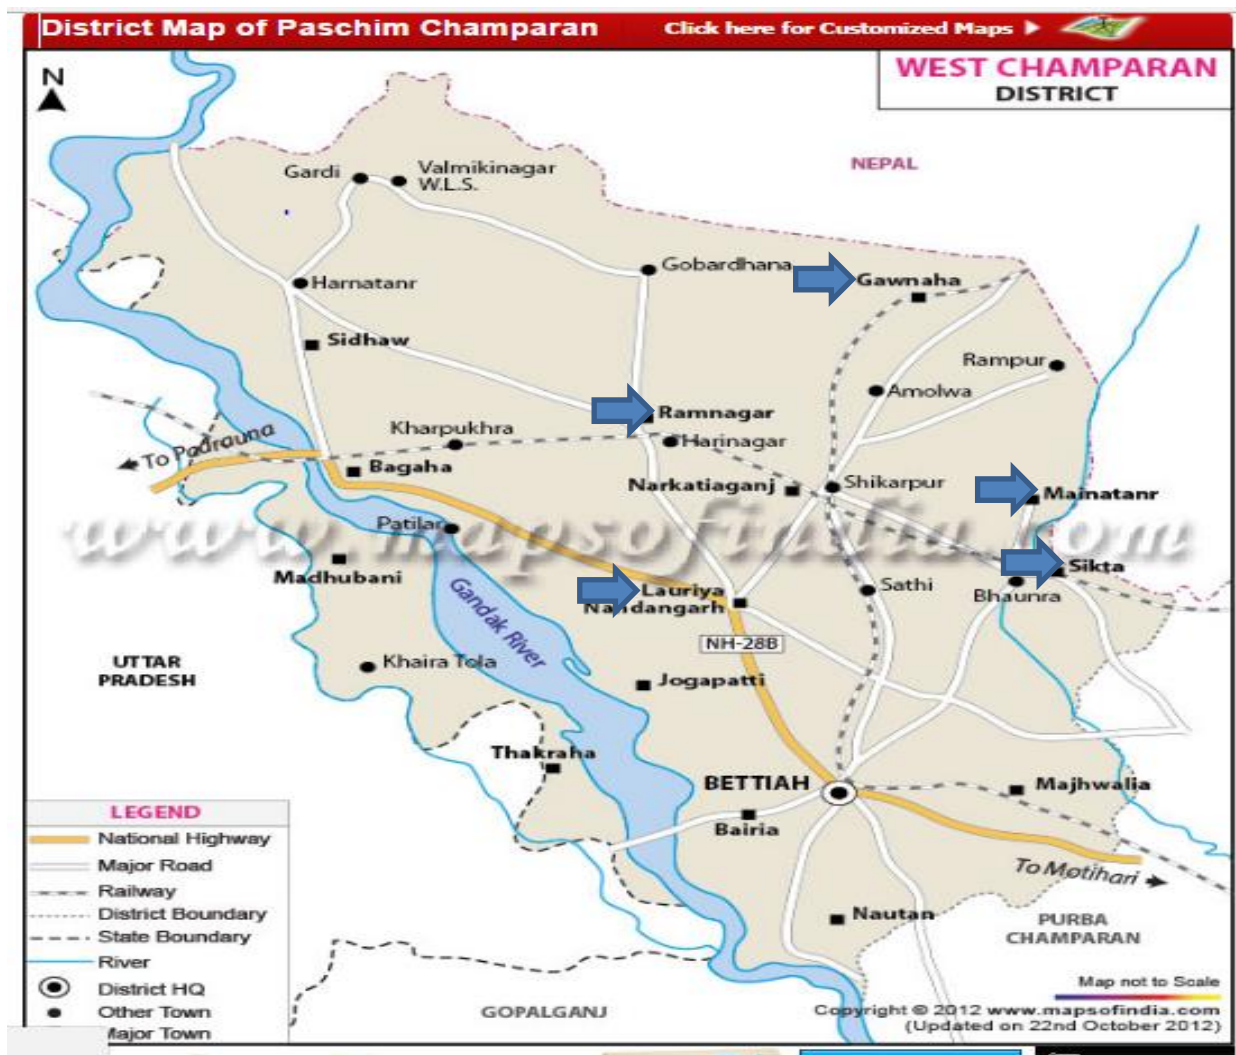 District Map of Paschim Champaran
Click here for Customized Maps
N
WEST CHAMPARAN
DISTRICT
NEPAL
Gardi
Valmikinagar
W.L.S.
Gobardhana
Gawnaha
Harnatanr
Sidhaw
Rampur
Amolwa
Ramnagar
Kharpukhra
Harinagar
To Padrauna
Bagaha
Narkatiaganj
Shikarpur
Mainatanr
www.mapsofindia.com
Patilar
Madhubani
Sikta
Lauriya
Nandangarh
Sathi
Bhaunra
Gandak River
NH-28B
UTTAR
PRADESH
Khaira Tola
Jogapatti
Thakraha
BETTIAH
Majhwalia
Bairia
To Motihari
Nautan
PURBA
CHAMPARAN
GOPALGANJ
LEGEND
National Highway
Major Road
Railway
District Boundary
State Boundary
River
District HQ
Other Town
Major Town
Map not to Scale
Copyright © 2012 www.mapsofindia.com
(Updated on 22nd October 2012)